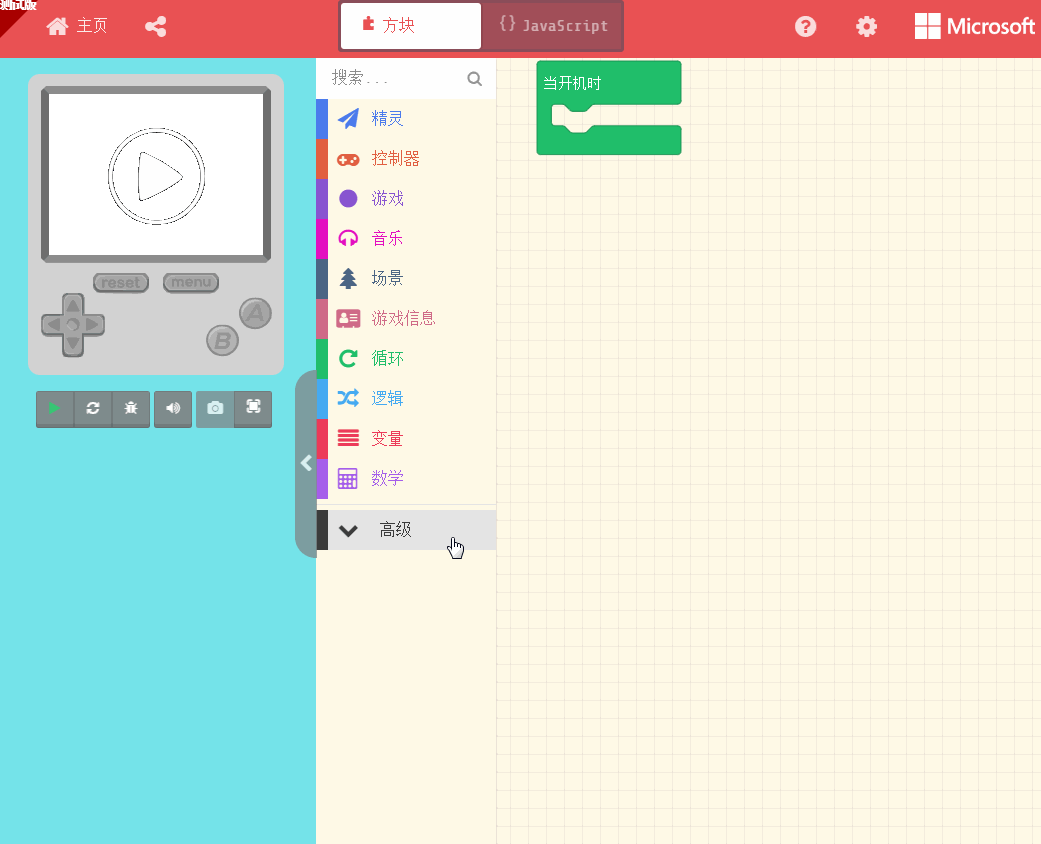 测试版
主页
方块
{} JavaScript
Microsoft
搜索...
当开机时
精灵
控制器
游戏
音乐
场景
游戏信息
循环
逻辑
变量
数学
高级
reset
menu
A
B